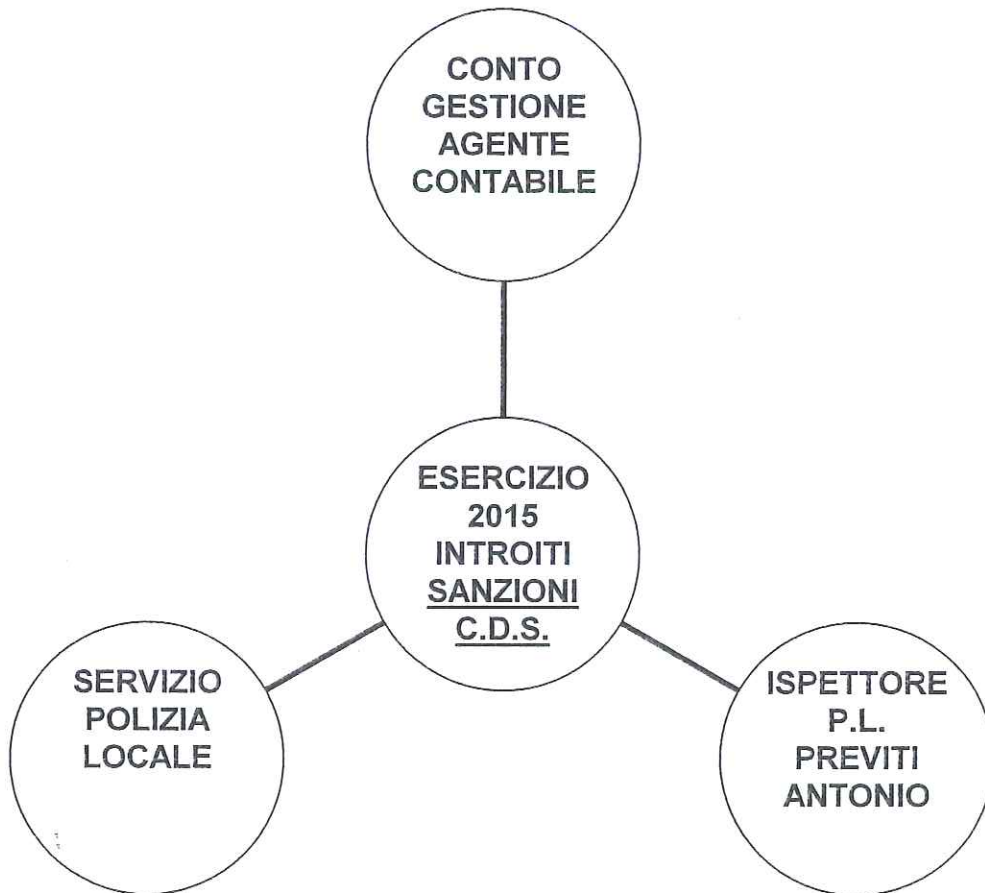 CONTO
GESTIONE
AGENTE
CONTABILE
ESERCIZIO
2015
INTROITI
SANZIONI
C.D.S.
SERVIZIO
POLIZIA
LOCALE
ISPETTORE
P.L.
PREVITI
ANTONIO